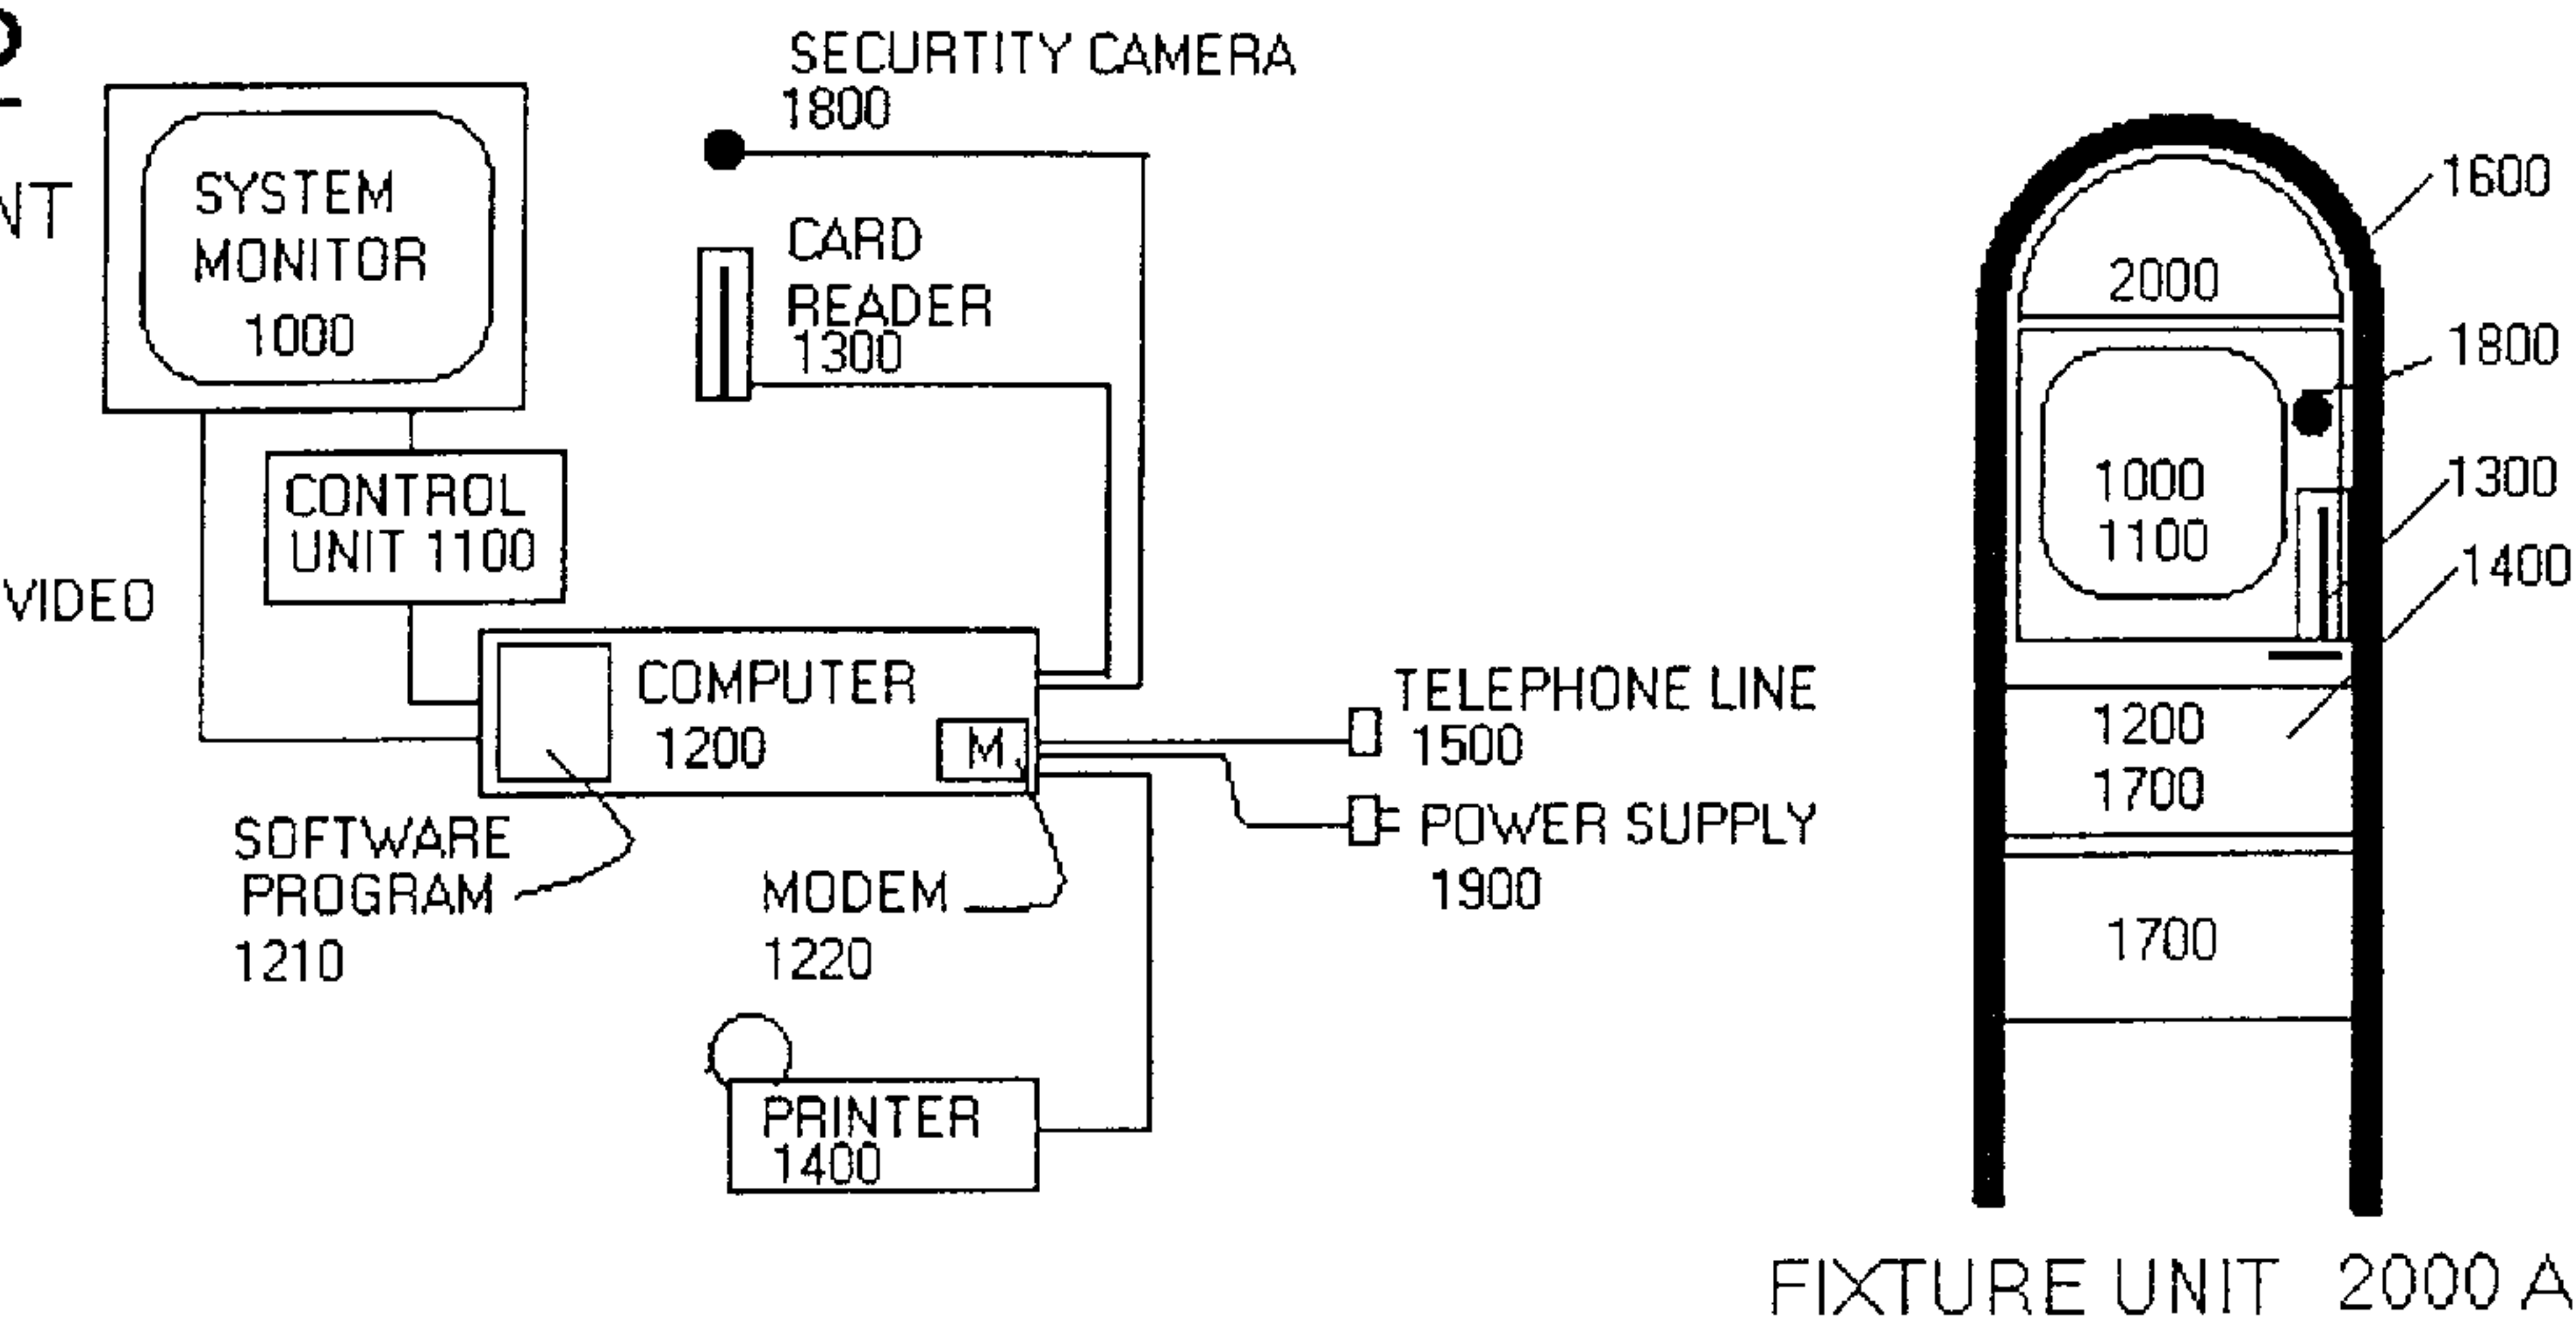 SYSTEM
MONITOR
1000
SECURTITY CAMERA
1800
CARD
READER
1300
CONTROL
UNIT 1100
VIDEO
COMPUTER
1200
M
TELEPHONE LINE
1500
POWER SUPPLY
1900
SOFTWARE
PROGRAM
1210
MODEM
1220
PRINTER
1400
1600
2000
1800
1000
1100
1300
1400
1200
1700
1700
FIXTURE UNIT 2000 A